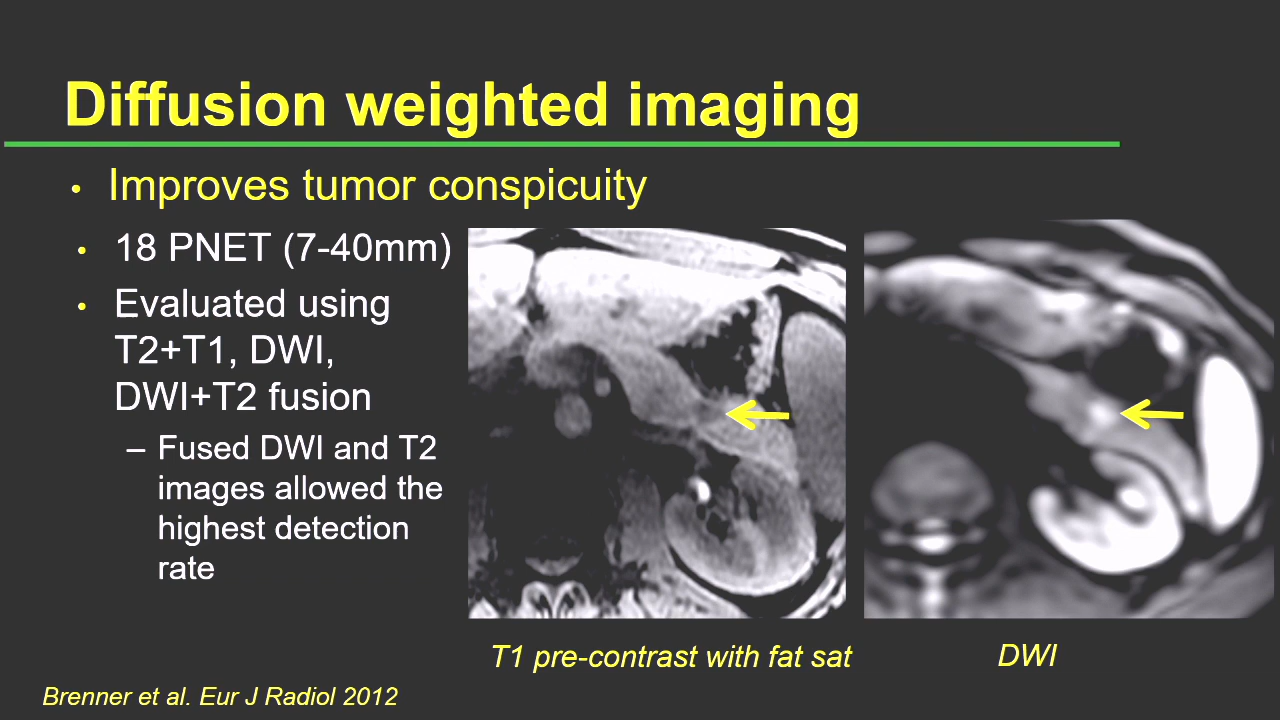 Diffusion weighted imaging
• Improves tumor conspicuity
• 18 PNET (7-40mm)
• Evaluated using
T2+T1, DWI,
DWI+T2 fusion
– Fused DWI and T2
images allowed the
highest detection
rate
T1 pre-contrast with fat sat
DWI
Brenner et al. Eur J Radiol 2012